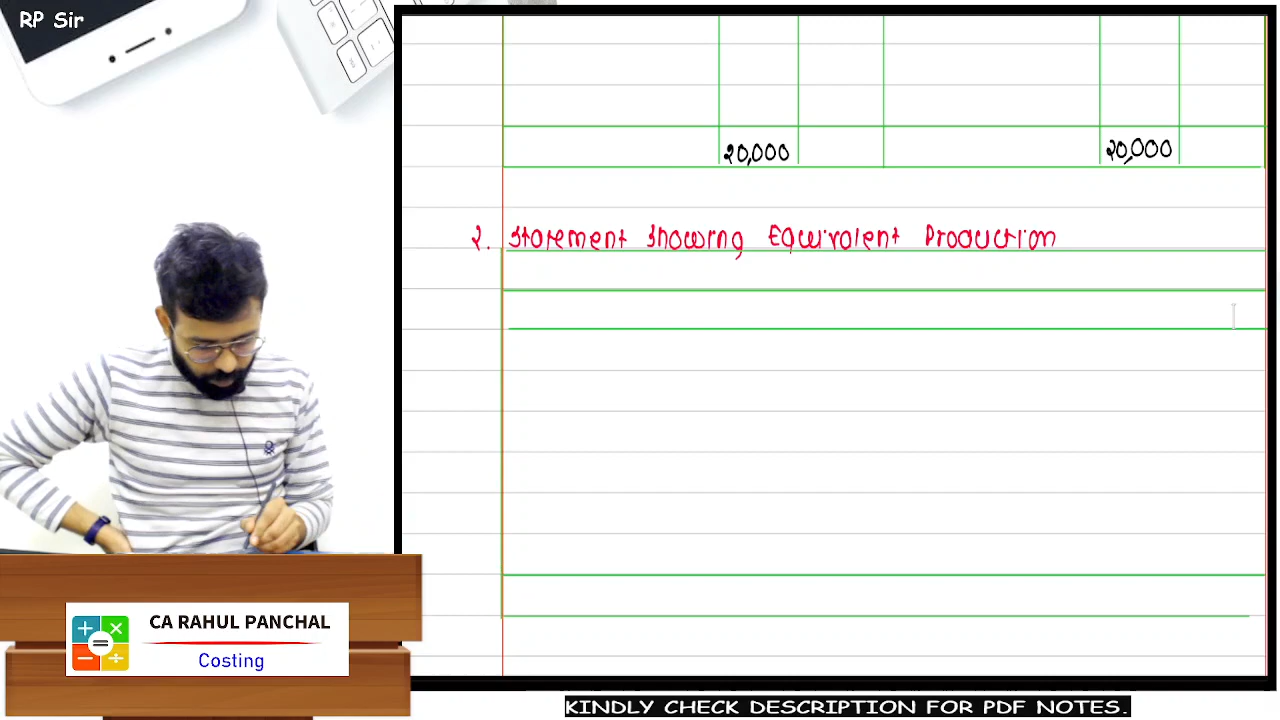 RP Sir
20,000 20,000
2. Statement Showing Equivalent Production
CA RAHUL PANCHAL
Costing
KINDLY CHECK DESCRIPTION FOR PDF NOTES.